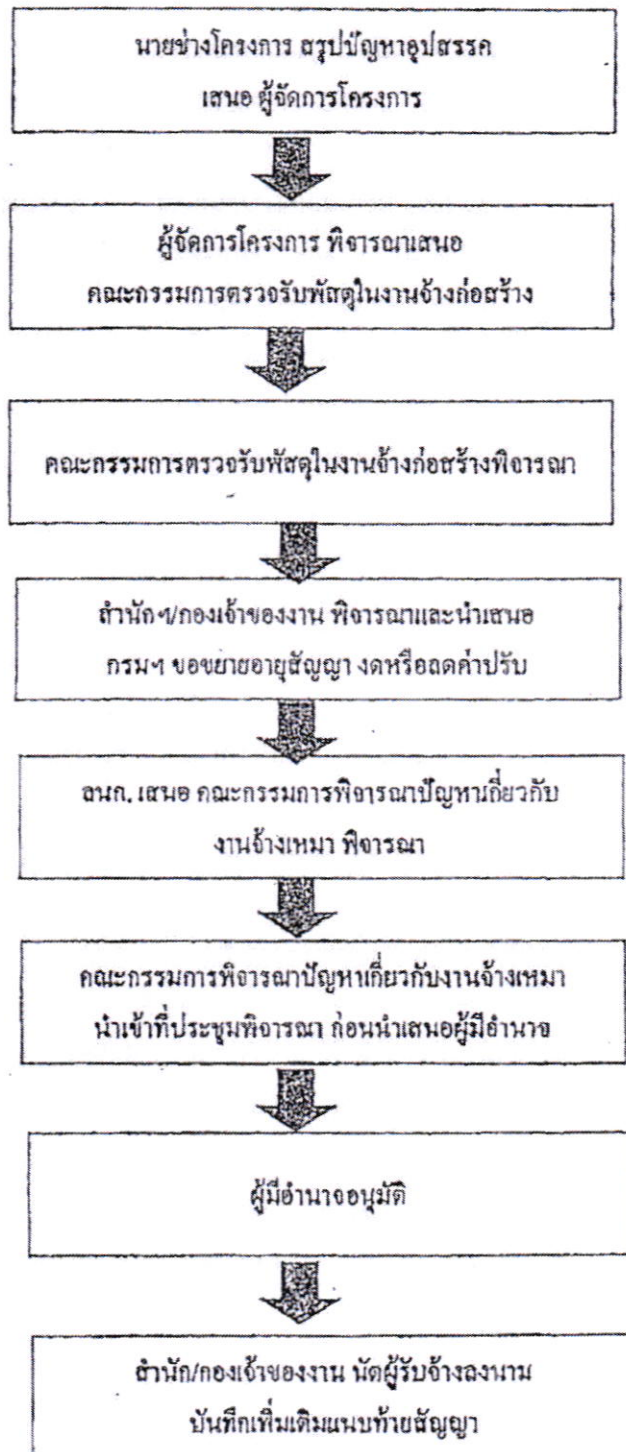 นายช่างโครงการ สรุปปัญหาอุปสรรค
เสนอ ผู้จัดการโครงการ
ผู้จัดการโครงการ พิจารณาเสนอ
คณะกรรมการตรวจรับพัสดุในงานจ้างก่อสร้าง
คณะกรรมการตรวจรับพัสดุในงานจ้างก่อสร้างพิจารณา
สำนักฯ/กองเจ้าของงาน พิจารณาและนำเสนอ
กรมฯ ขอขยายอายุสัญญา งดหรือลดค่าปรับ
ลนก. เสนอ คณะกรรมการพิจารณาปัญหาเกี่ยวกับ
งานจ้างเหมา พิจารณา
คณะกรรมการพิจารณาปัญหาเกี่ยวกับงานจ้างเหมา
นำเข้าที่ประชุมพิจารณา ก่อนนำเสนอผู้มีอำนาจ
ผู้มีอำนาจอนุมัติ
สำนัก/กองเจ้าของงาน นัดผู้รับจ้างลงนาม
บันทึกเพิ่มเติมแนบท้ายสัญญา